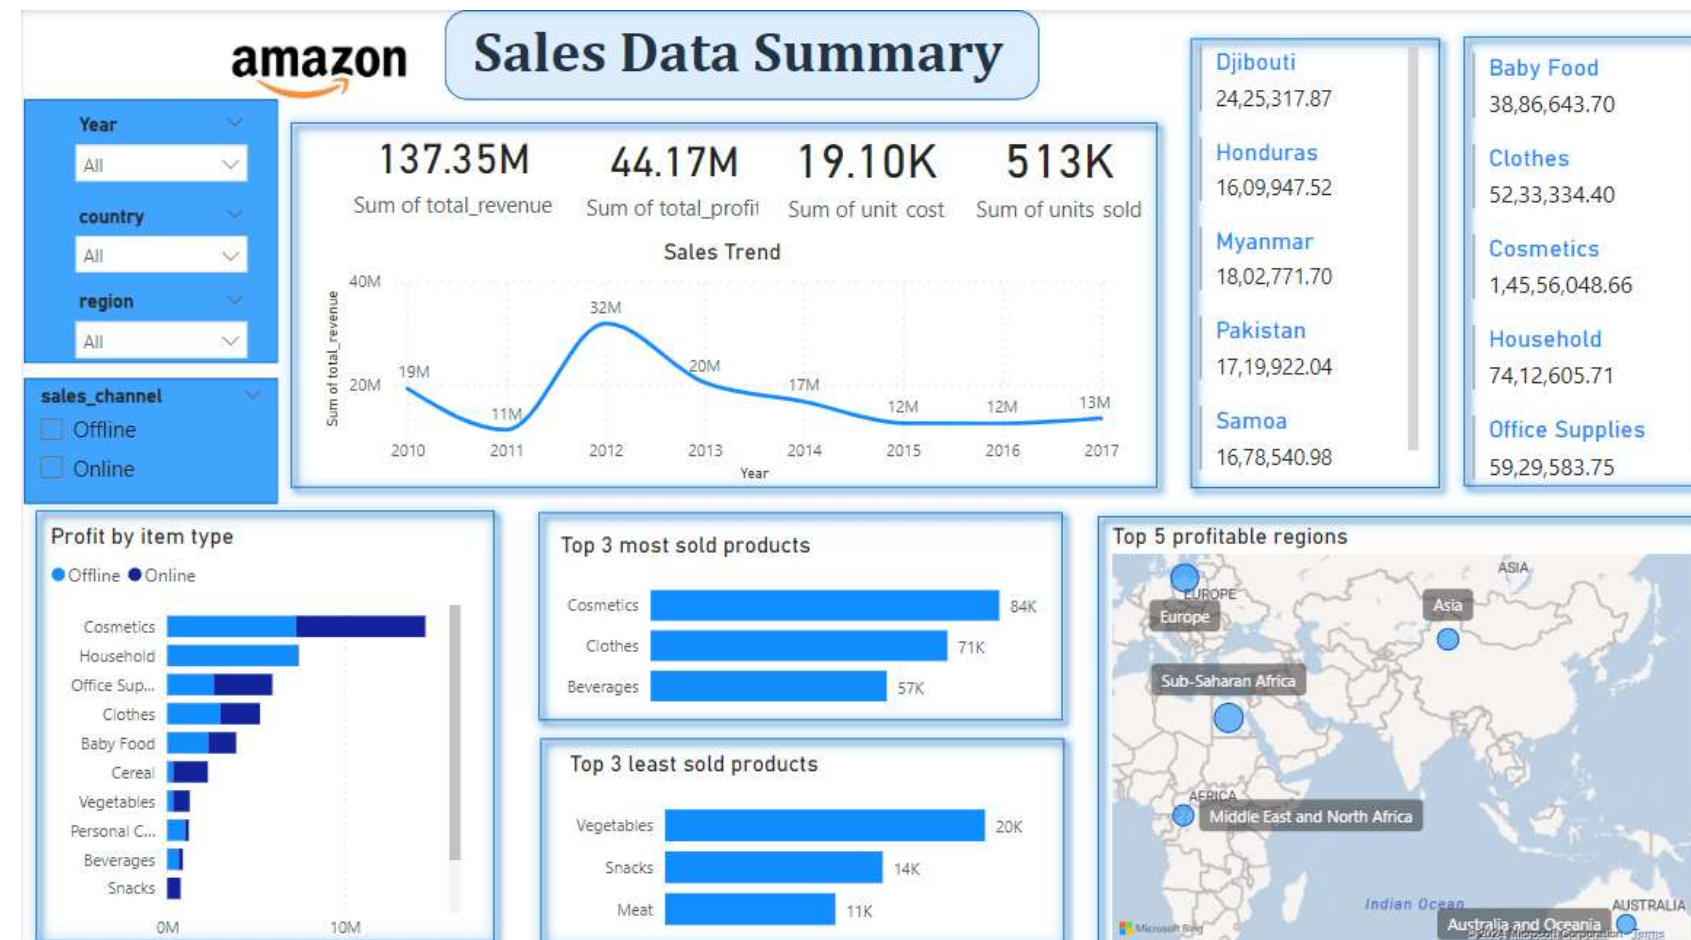 amazon
Sales Data Summary
Year
All
country
All
region
All
sales_channel
Offline
Online
137.35M
Sum of total_revenue
44.17M
Sum of total_profit
19.10K
Sum of unit cost
513K
Sum of units sold
Sales Trend
Sum of total_revenue
40M
20M
19M
11M
32M
20M
17M
12M
12M
13M
2010
2011
2012
2013
2014
2015
2016
2017
Year
Djibouti
24,25,317.87
Honduras
16,09,947.52
Myanmar
18,02,771.70
Pakistan
17,19,922.04
Samoa
16,78,540.98
Baby Food
38,86,643.70
Clothes
52,33,334.40
Cosmetics
1,45,56,048.66
Household
74,12,605.71
Office Supplies
59,29,583.75
Profit by item type
Offline
Online
Cosmetics
Household
Office Sup...
Clothes
Baby Food
Cereal
Vegetables
Personal C...
Beverages
Snacks
0M
10M
Top 3 most sold products
Cosmetics
84K
Clothes
71K
Beverages
57K
Top 3 least sold products
Vegetables
20K
Snacks
14K
Meat
11K
Top 5 profitable regions
ASIA
EUROPE
Europe
Asia
Sub-Saharan Africa
AFRICA
Middle East and North Africa
Indian Ocean
AUSTRALIA
Australia and Oceania
Microsoft Bing
© 2024 Microsoft Corporation Terms